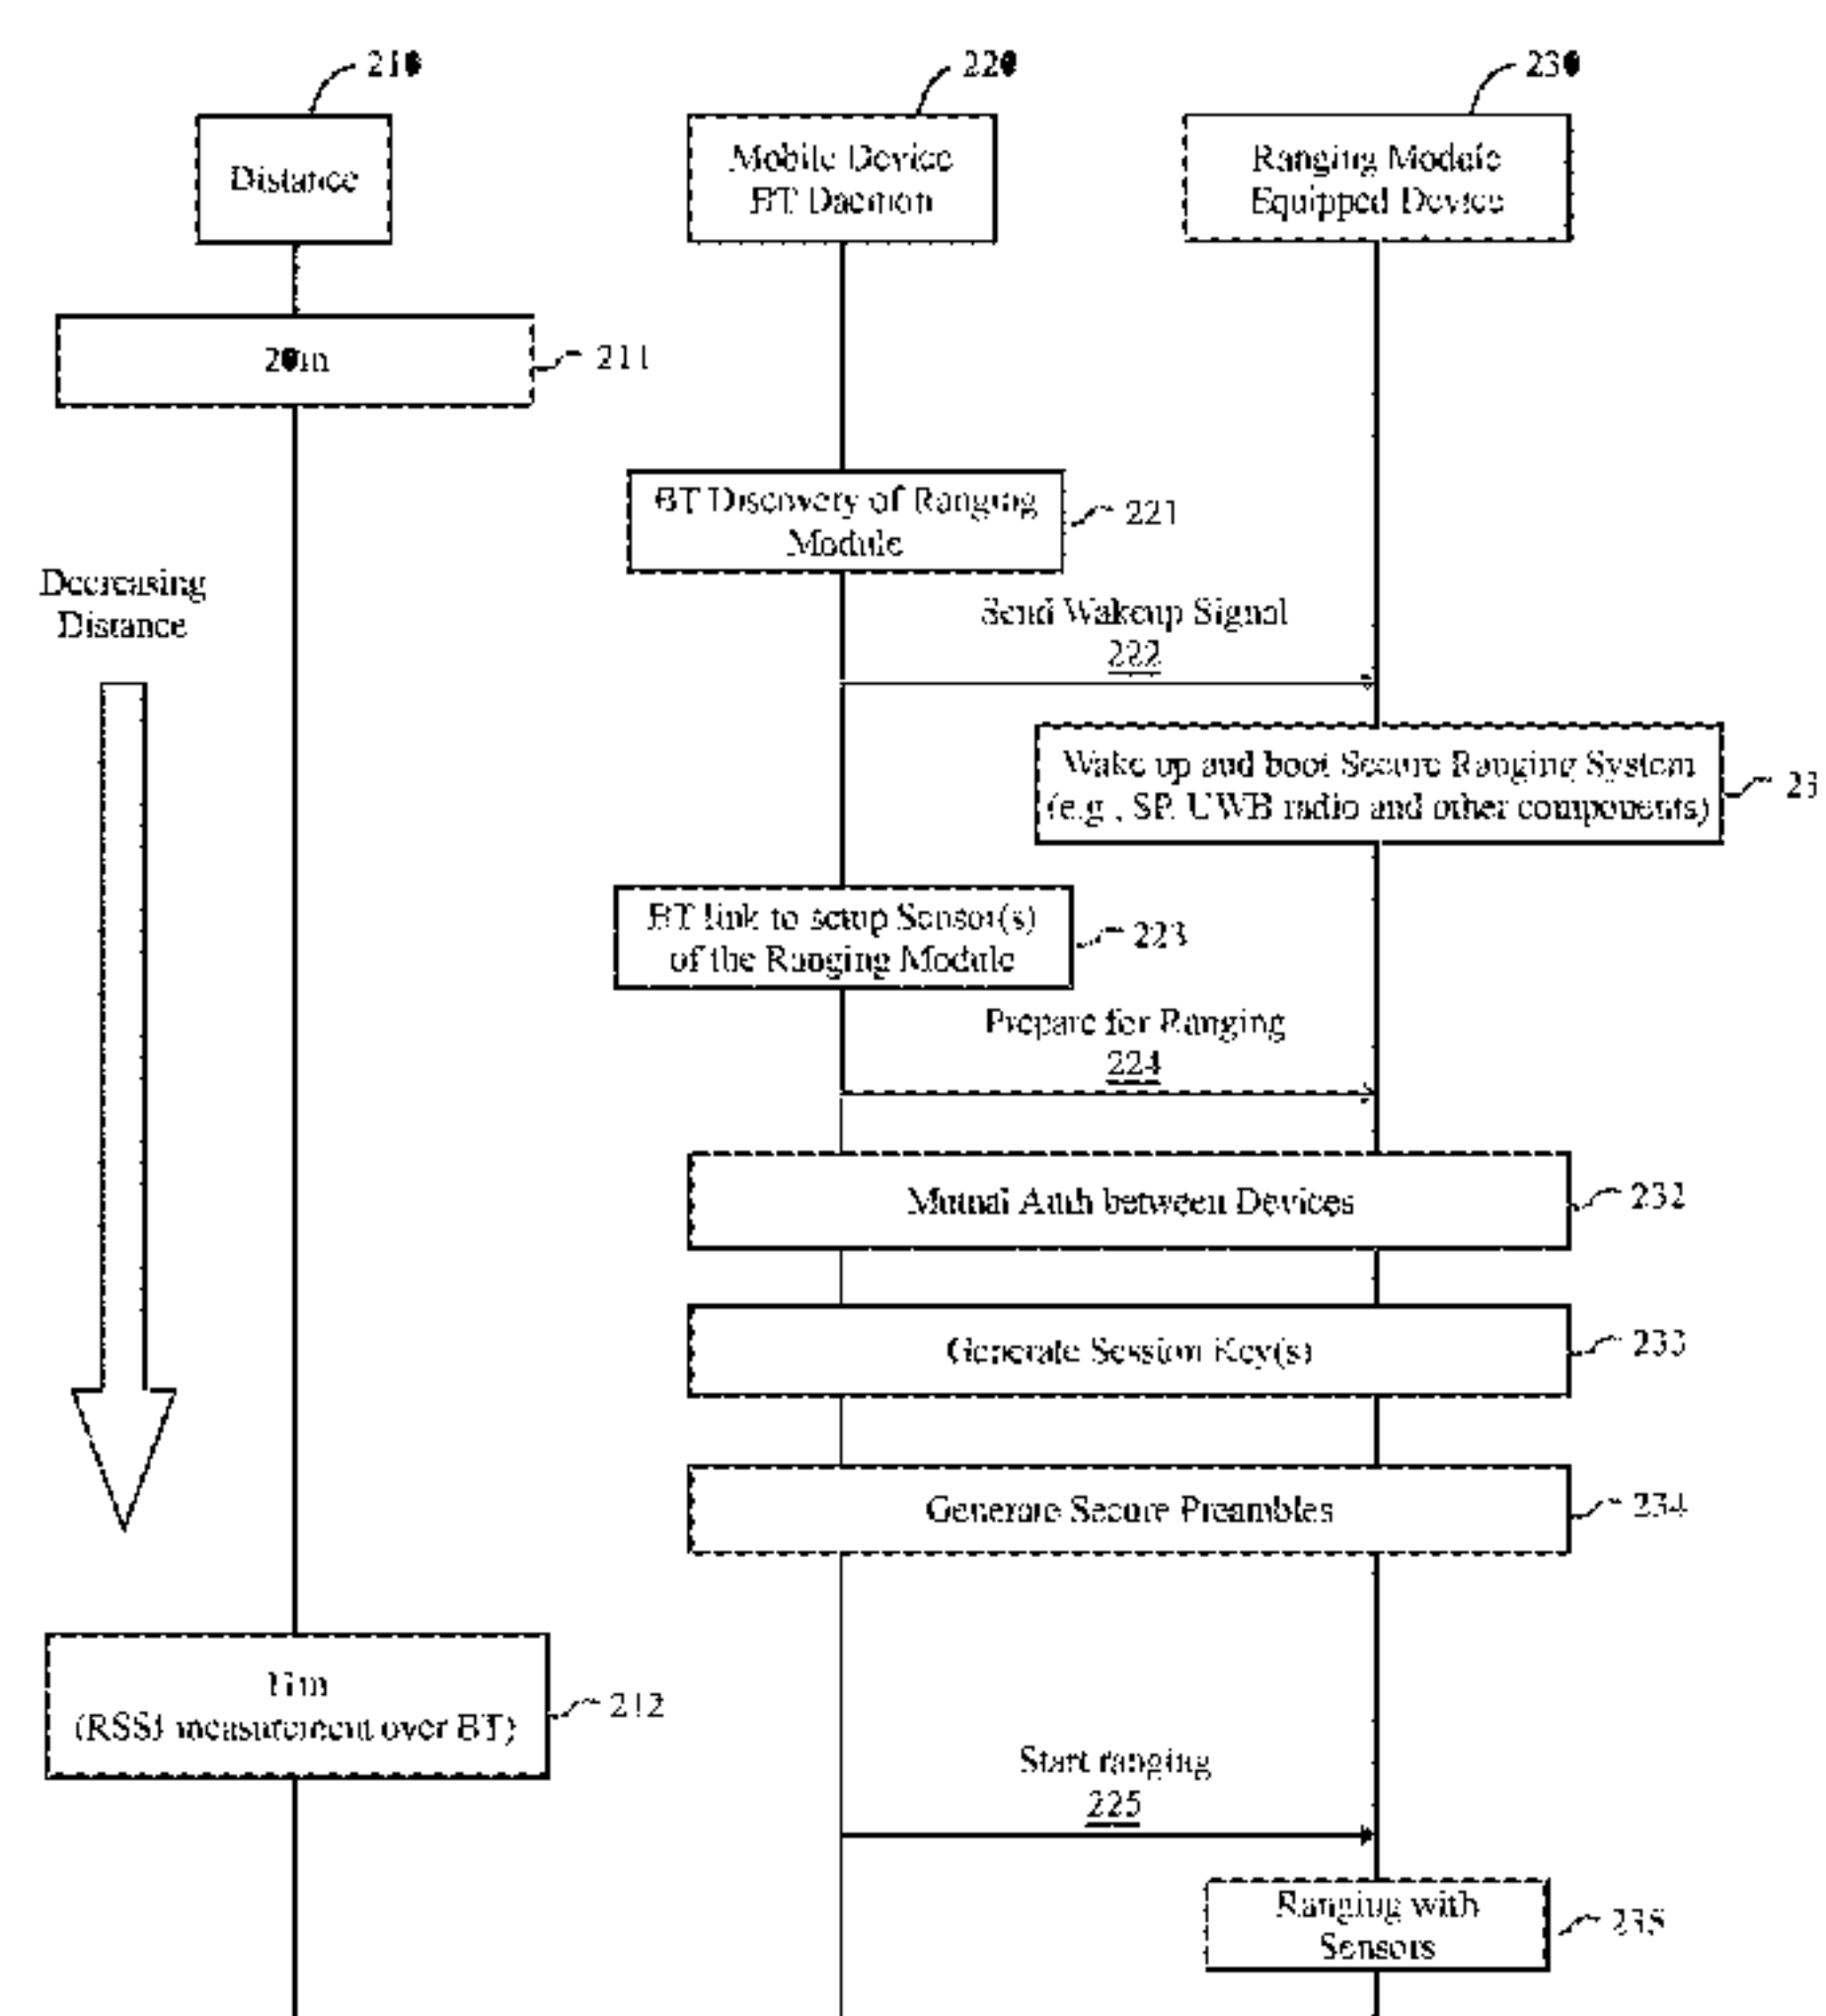 210
220
230
Distance
Mobile Device
BT Daemon
Ranging Module
Equipped Device
20m
211
BT Discovery of Ranging
Module
221
Decreasing
Distance
Send Wakeup Signal
222
Wake up and boot Secure Ranging System
(e.g., SP, UWB radio and other components)
23
BT link to setup Sensor(s)
of the Ranging Module
223
Prepare for Ranging
224
Mutual Auth between Devices
232
Generate Session Key(s)
233
Generate Secure Preambles
234
(RSSI measurement over BT)
212
Start ranging
225
Ranging with
Sensors
235